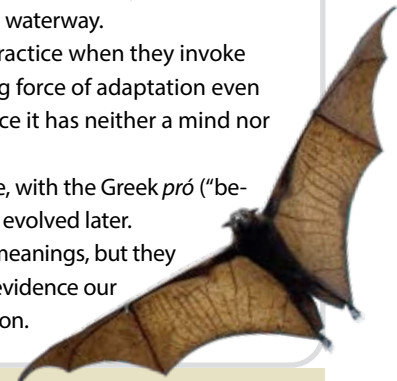 waterway.
ractice when they invoke
g force of adaptation even
ce it has neither a mind nor
e, with the Greek pró (“be-
evolved later.
meanings, but they
evidence our
on.